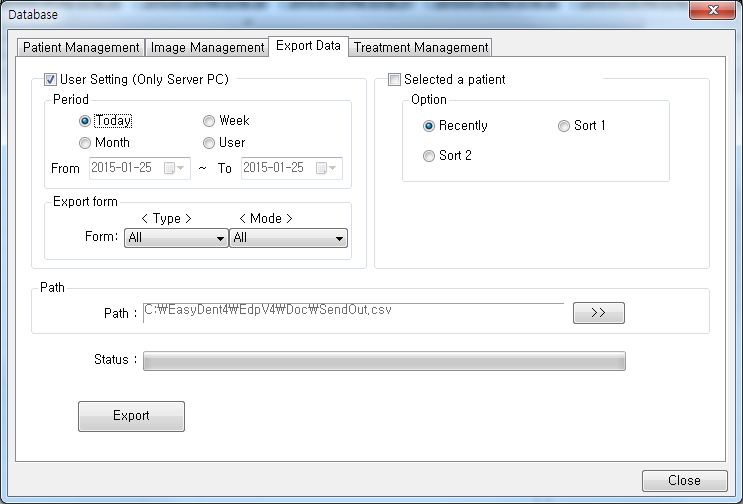 Database
Patient Management Image Management Export Data Treatment Management
User Setting (Only Server PC)
Period
Today Week
Month User
From 2015-01-25 ~ To 2015-01-25
Export form
< Type > < Mode >
Form: All All
Selected a patient
Option
Recently Sort 1
Sort 2
Path
Path : C:₩EasyDent4₩EdpV4₩Doc₩SendOut.csv >>
Status :
Export
Close